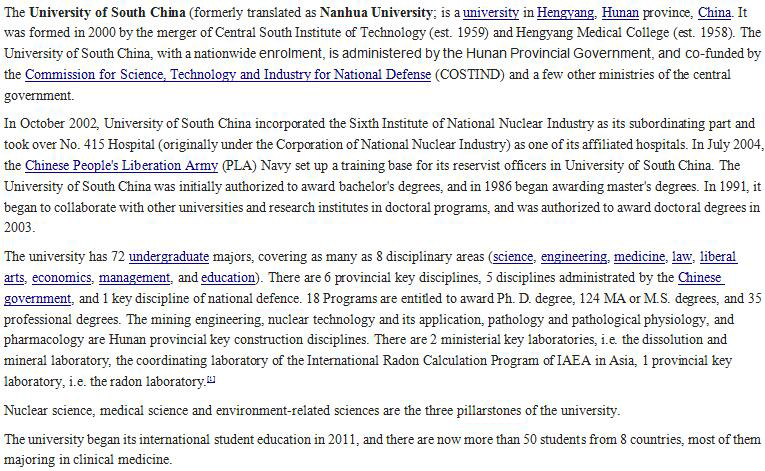 The University of South China (formerly translated as Nanhua University; is a university in Hengyang, Hunan province, China. It
was formed in 2000 by the merger of Central South Institute of Technology (est. 1959) and Hengyang Medical College (est. 1958). The
University of South China, with a nationwide enrolment, is administered by the Hunan Provincial Government, and co-funded by
the Commission for Science, Technology and Industry for National Defense (COSTIND) and a few other ministries of the central
government.
In October 2002, University of South China incorporated the Sixth Institute of National Nuclear Industry as its subordinating part and
took over No. 415 Hospital (originally under the Corporation of National Nuclear Industry) as one of its affiliated hospitals. In July 2004,
the Chinese People's Liberation Army (PLA) Navy set up a training base for its reservist officers in University of South China. The
University of South China was initially authorized to award bachelor's degrees, and in 1986 began awarding master's degrees. In 1991, it
began to collaborate with other universities and research institutes in doctoral programs, and was authorized to award doctoral degrees in
2003.
The university has 72 undergraduate majors, covering as many as 8 disciplinary areas (science, engineering, medicine, law, liberal
arts, economics, management, and education). There are 6 provincial key disciplines, 5 disciplines administrated by the Chinese
government, and 1 key discipline of national defence. 18 Programs are entitled to award Ph. D. degree, 124 MA or M.S. degrees, and 35
professional degrees. The mining engineering, nuclear technology and its application, pathology and pathological physiology, and
pharmacology are Hunan provincial key construction disciplines. There are 2 ministerial key laboratories, i.e. the dissolution and
mineral laboratory, the coordinating laboratory of the International Radon Calculation Program of IAEA in Asia, 1 provincial key
laboratory, i.e. the radon laboratory.[1]
Nuclear science, medical science and environment-related sciences are the three pillarstones of the university.
The university began its international student education in 2011, and there are now more than 50 students from 8 countries, most of them
majoring in clinical medicine.